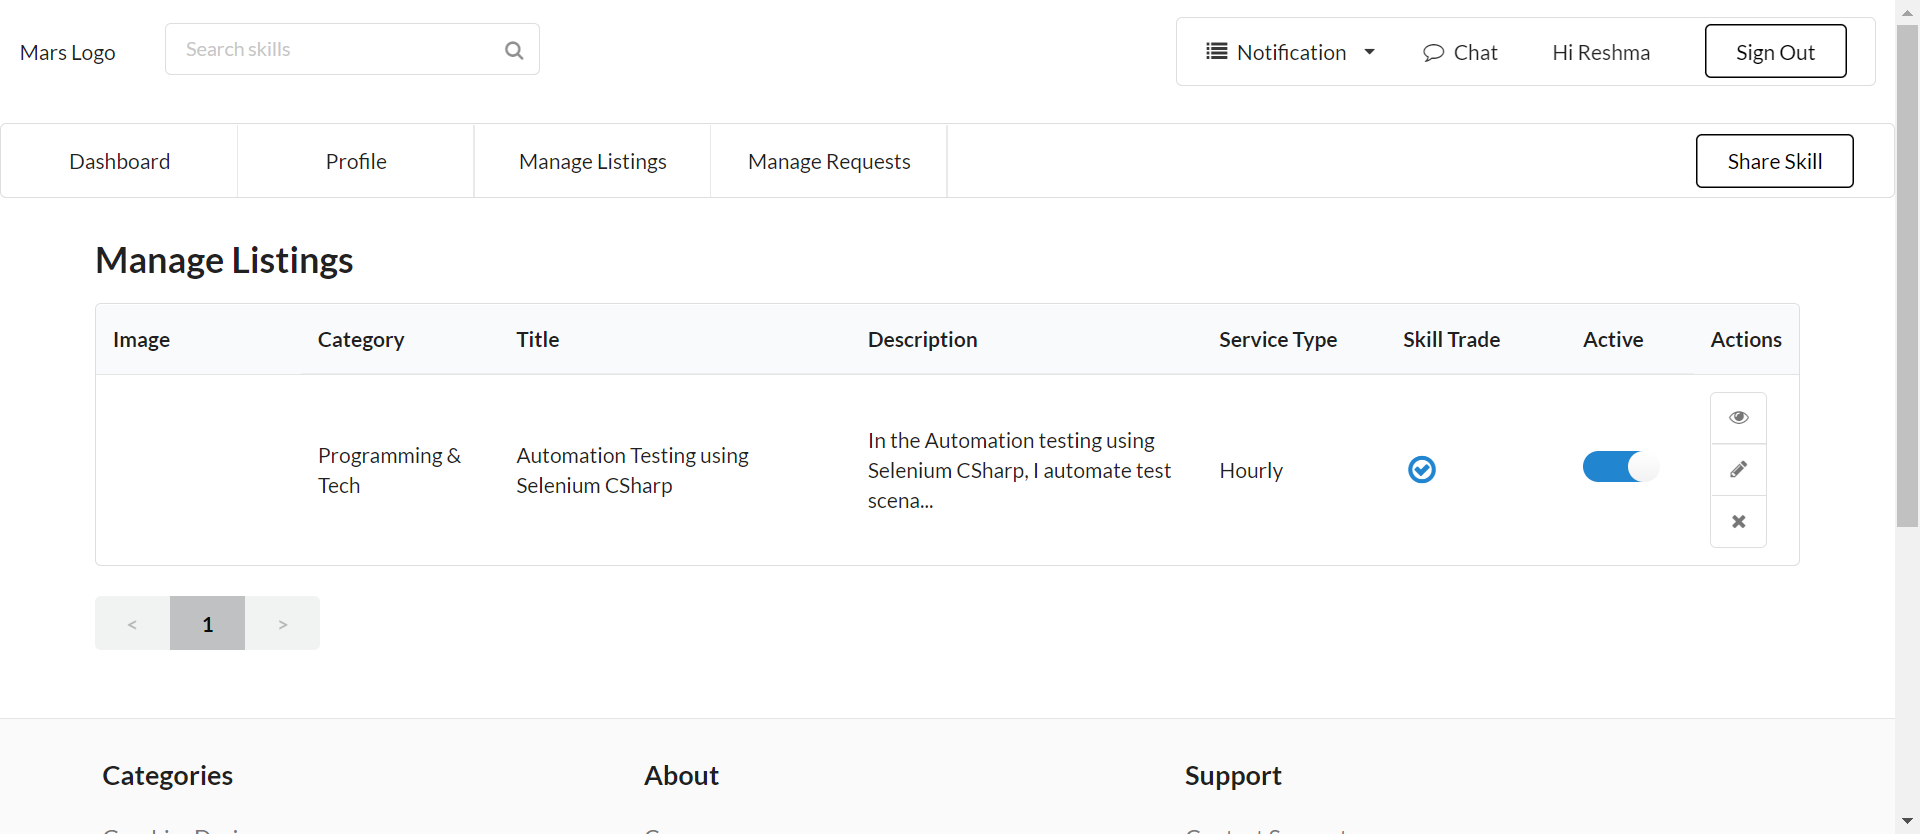 Mars Logo
Search skills
Notification
Chat
Hi Reshma
Sign Out
Dashboard
Profile
Manage Listings
Manage Requests
Share Skill
Manage Listings
Image Category Title Description Service Type Skill Trade Active Actions
Programming &
Tech
Automation Testing using
Selenium CSharp
In the Automation testing using
Selenium CSharp, I automate test
scena...
Hourly
< 1 >
Categories
About
Support